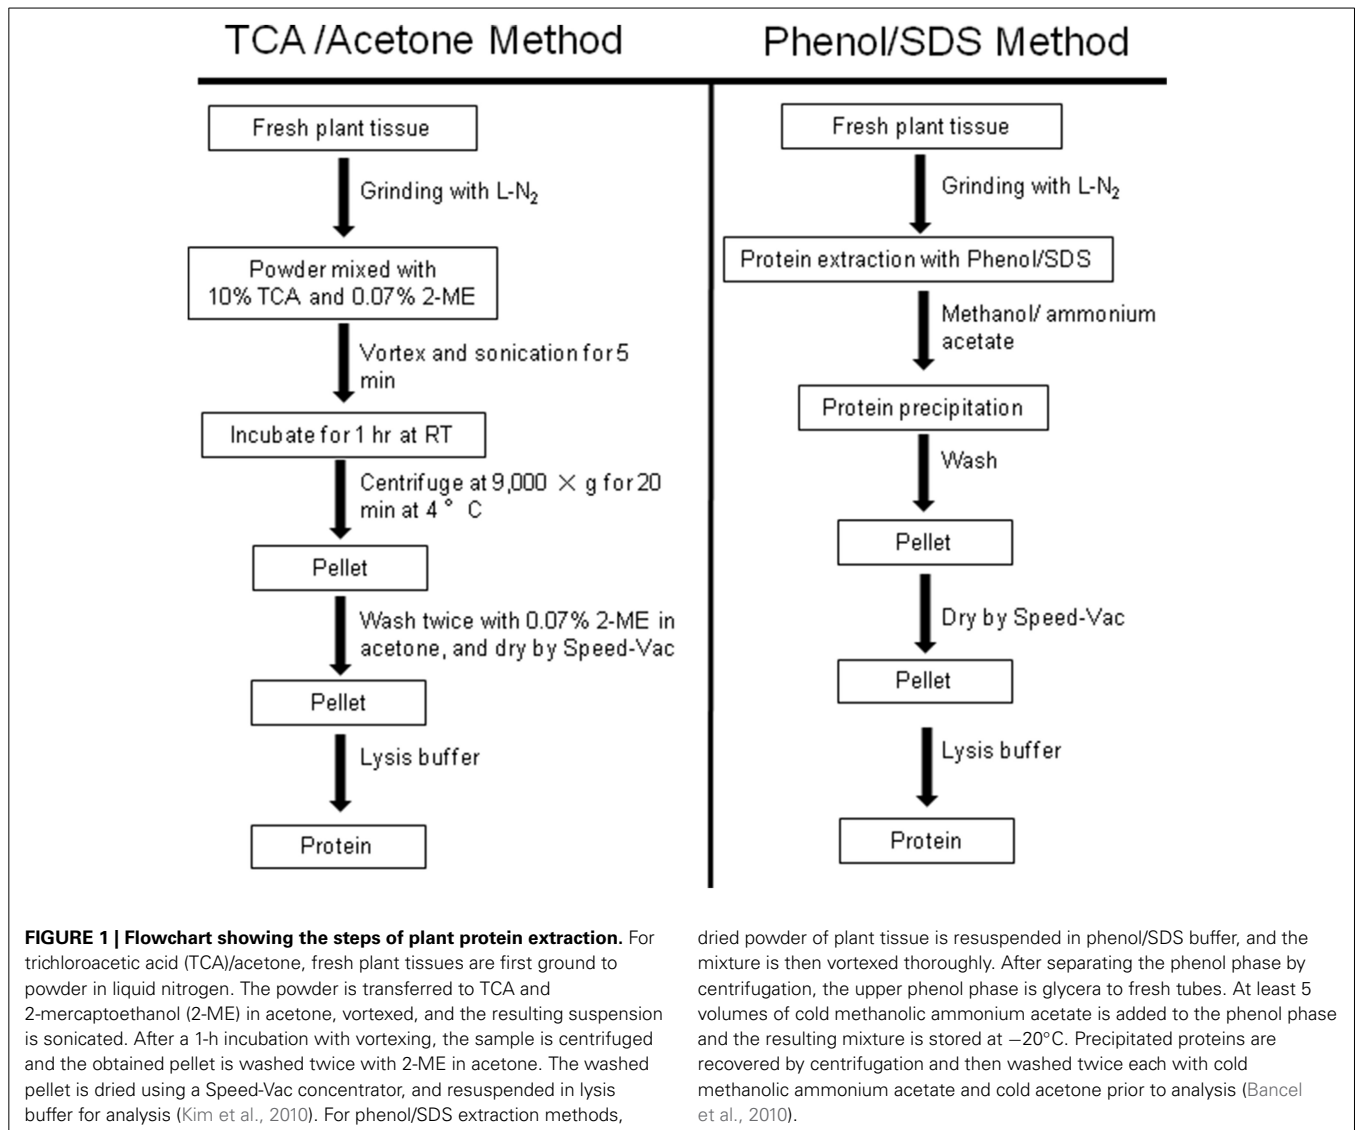 TCA /Acetone Method
Fresh plant tissue
Grinding with L-N₂
Powder mixed with
10% TCA and 0.07% 2-ME
Vortex and sonication for 5
min
Incubate for 1 hr at RT
Centrifuge at 9,000 × g for 20
min at 4 ° C
Pellet
Wash twice with 0.07% 2-ME in
acetone, and dry by Speed-Vac
Pellet
Lysis buffer
Protein
Phenol/SDS Method
Fresh plant tissue
Grinding with L-N₂
Protein extraction with Phenol/SDS
Methanol/ ammonium
acetate
Protein precipitation
Wash
Pellet
Dry by Speed-Vac
Pellet
Lysis buffer
Protein
FIGURE 1 | Flowchart showing the steps of plant protein extraction. For
trichloroacetic acid (TCA)/acetone, fresh plant tissues are first ground to
powder in liquid nitrogen. The powder is transferred to TCA and
2-mercaptoethanol (2-ME) in acetone, vortexed, and the resulting suspension
is sonicated. After a 1-h incubation with vortexing, the sample is centrifuged
and the obtained pellet is washed twice with 2-ME in acetone. The washed
pellet is dried using a Speed-Vac concentrator, and resuspended in lysis
buffer for analysis (Kim et al., 2010). For phenol/SDS extraction methods,
dried powder of plant tissue is resuspended in phenol/SDS buffer, and the
mixture is then vortexed thoroughly. After separating the phenol phase by
centrifugation, the upper phenol phase is glycera to fresh tubes. At least 5
volumes of cold methanolic ammonium acetate is added to the phenol phase
and the resulting mixture is stored at −20°C. Precipitated proteins are
recovered by centrifugation and then washed twice each with cold
methanolic ammonium acetate and cold acetone prior to analysis (Bancel
et al., 2010).